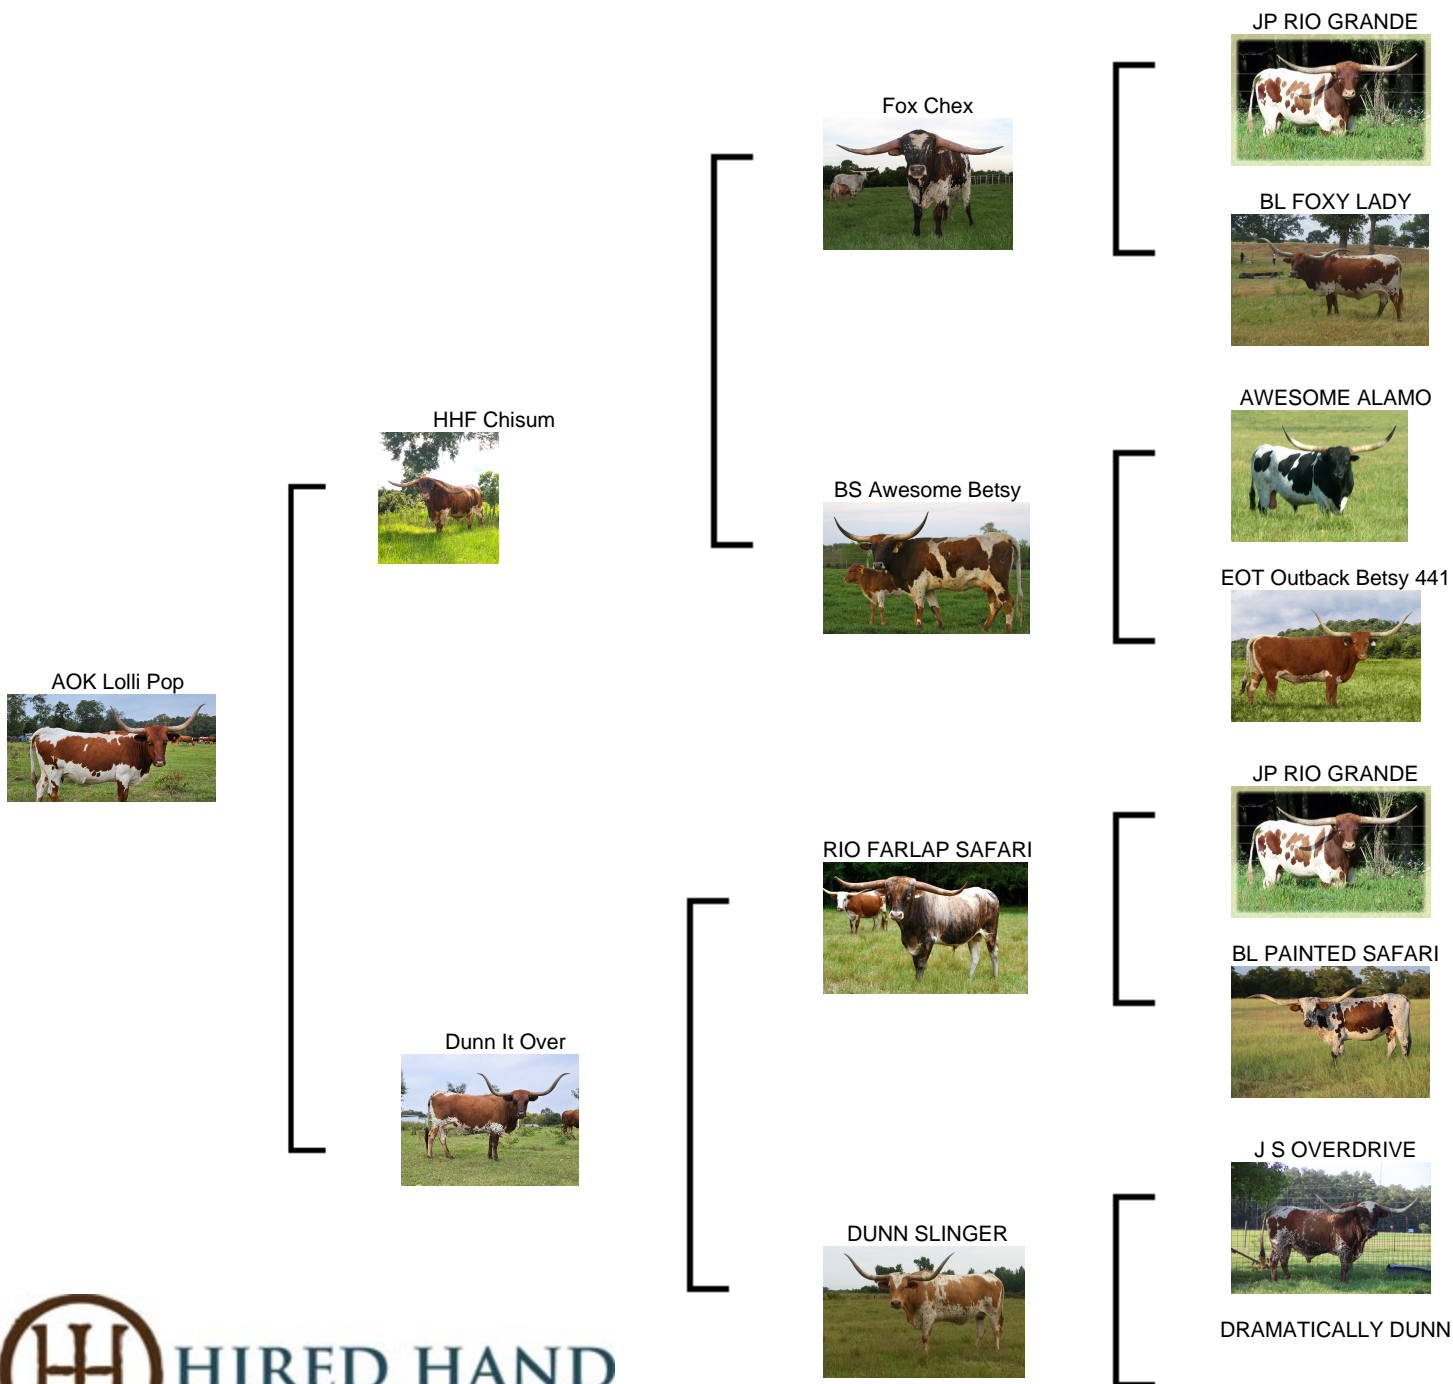 JP RIO GRANDE
Fox Chex
BL FOXY LADY
HHF Chisum
AWESOME ALAMO
BS Awesome Betsy
EOT Outback Betsy 441
AOK Lolli Pop
JP RIO GRANDE
RIO FARLAP SAFARI
BL PAINTED SAFARI
Dunn It Over
J S OVERDRIVE
DUNN SLINGER
DRAMATICALLY DUNN
HIRED HAND